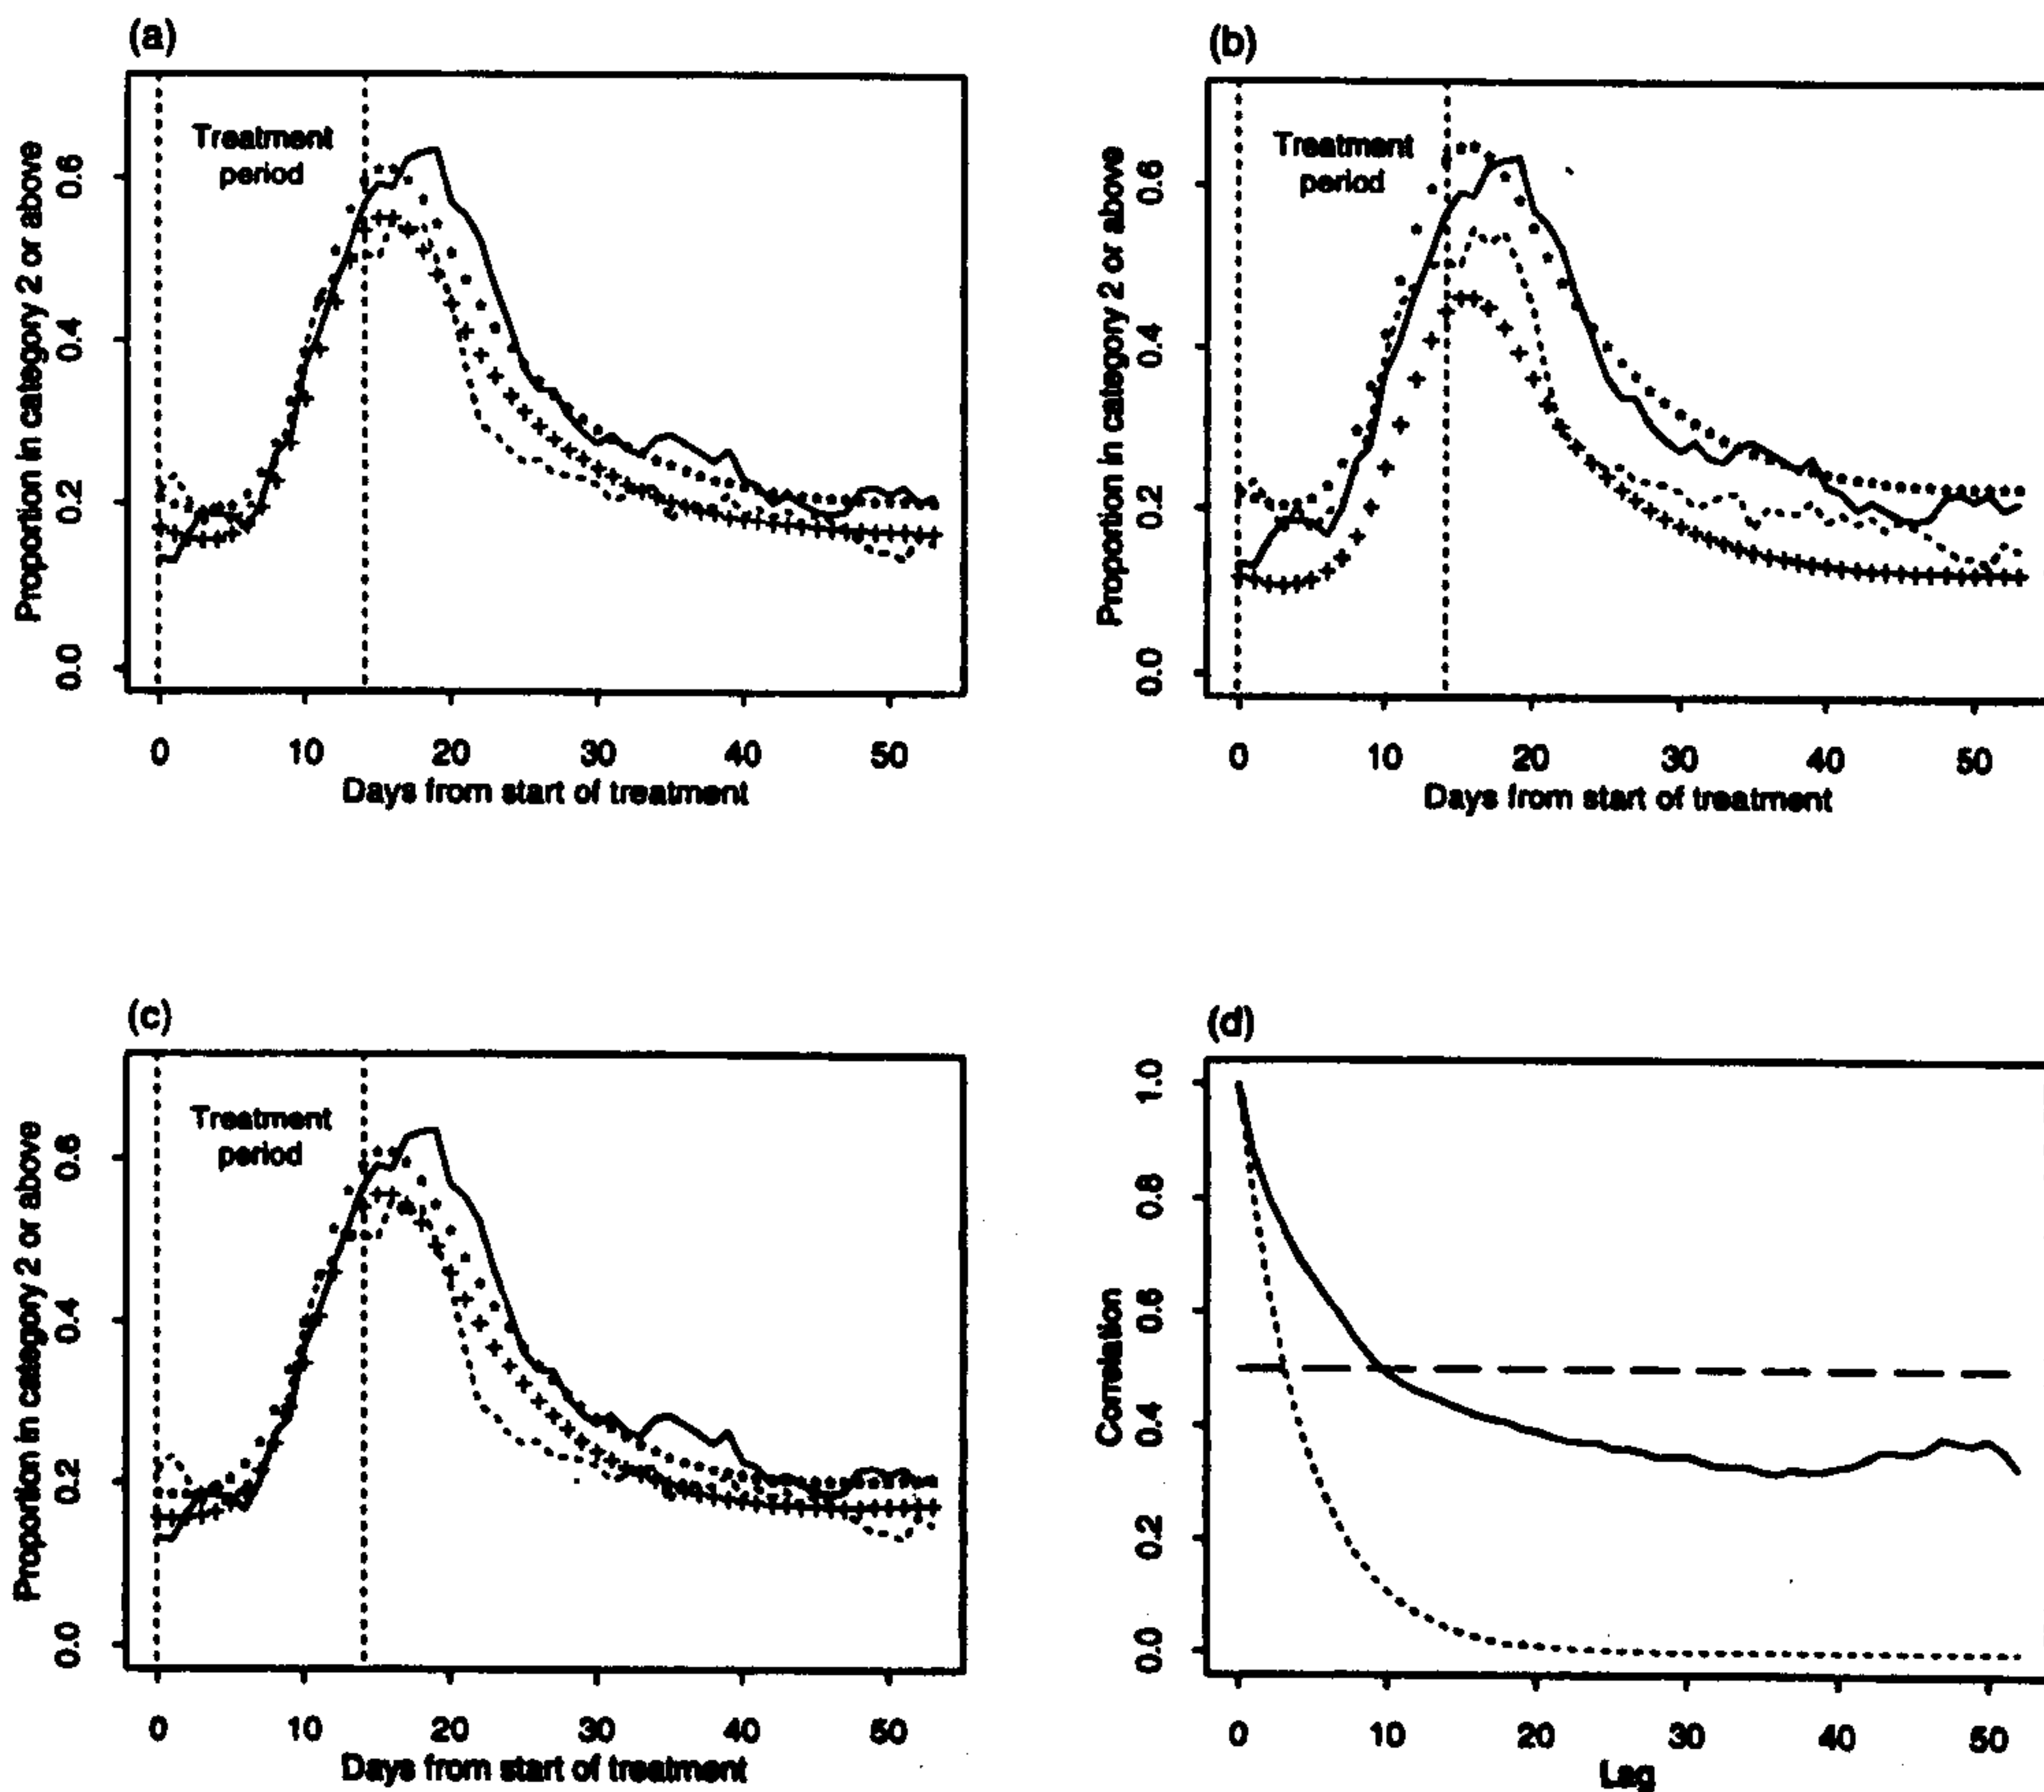 (a)
Treatment
period
Proportion in category 2 or above
0.0 0.2 0.4 0.6
0 10 20 30 40 50
Days from start of treatment
(b)
Treatment
period
Proportion in category 2 or above
0.0 0.2 0.4 0.6
0 10 20 30 40 50
Days from start of treatment
(c)
Treatment
period
Proportion in category 2 or above
0.0 0.2 0.4 0.6
0 10 20 30 40 50
Days from start of treatment
(d)
Correlation
0.0 0.2 0.4 0.6 0.8 1.0
0 10 20 30 40 50
Lag